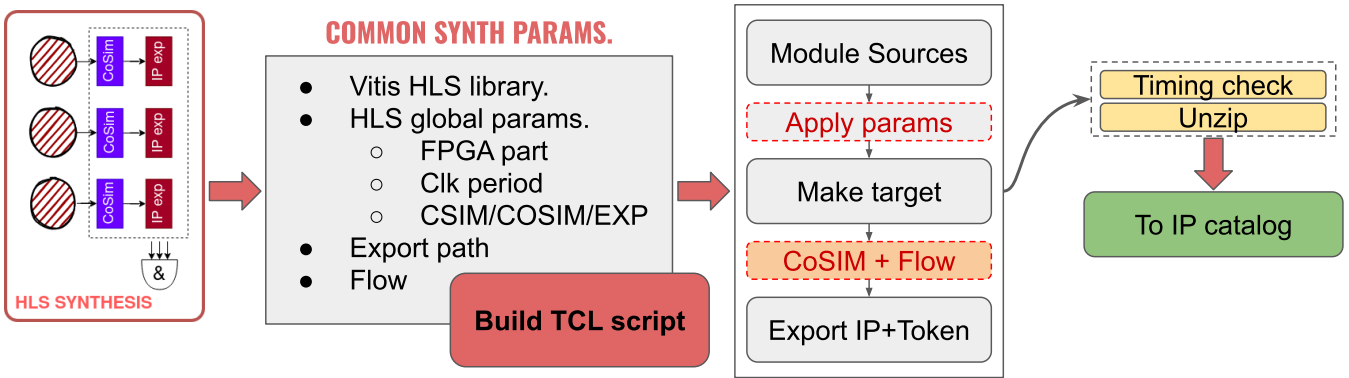 CoSim
IP exp
CoSim
IP exp
CoSim
IP exp
&
HLS SYNTHESIS
COMMON SYNTH PARAMS.
● Vitis HLS library.
● HLS global params.
○ FPGA part
○ Clk period
○ CSIM/COSIM/EXP
● Export path
● Flow
Build TCL script
Module Sources
Apply params
Make target
CoSIM + Flow
Export IP+Token
Timing check
Unzip
To IP catalog